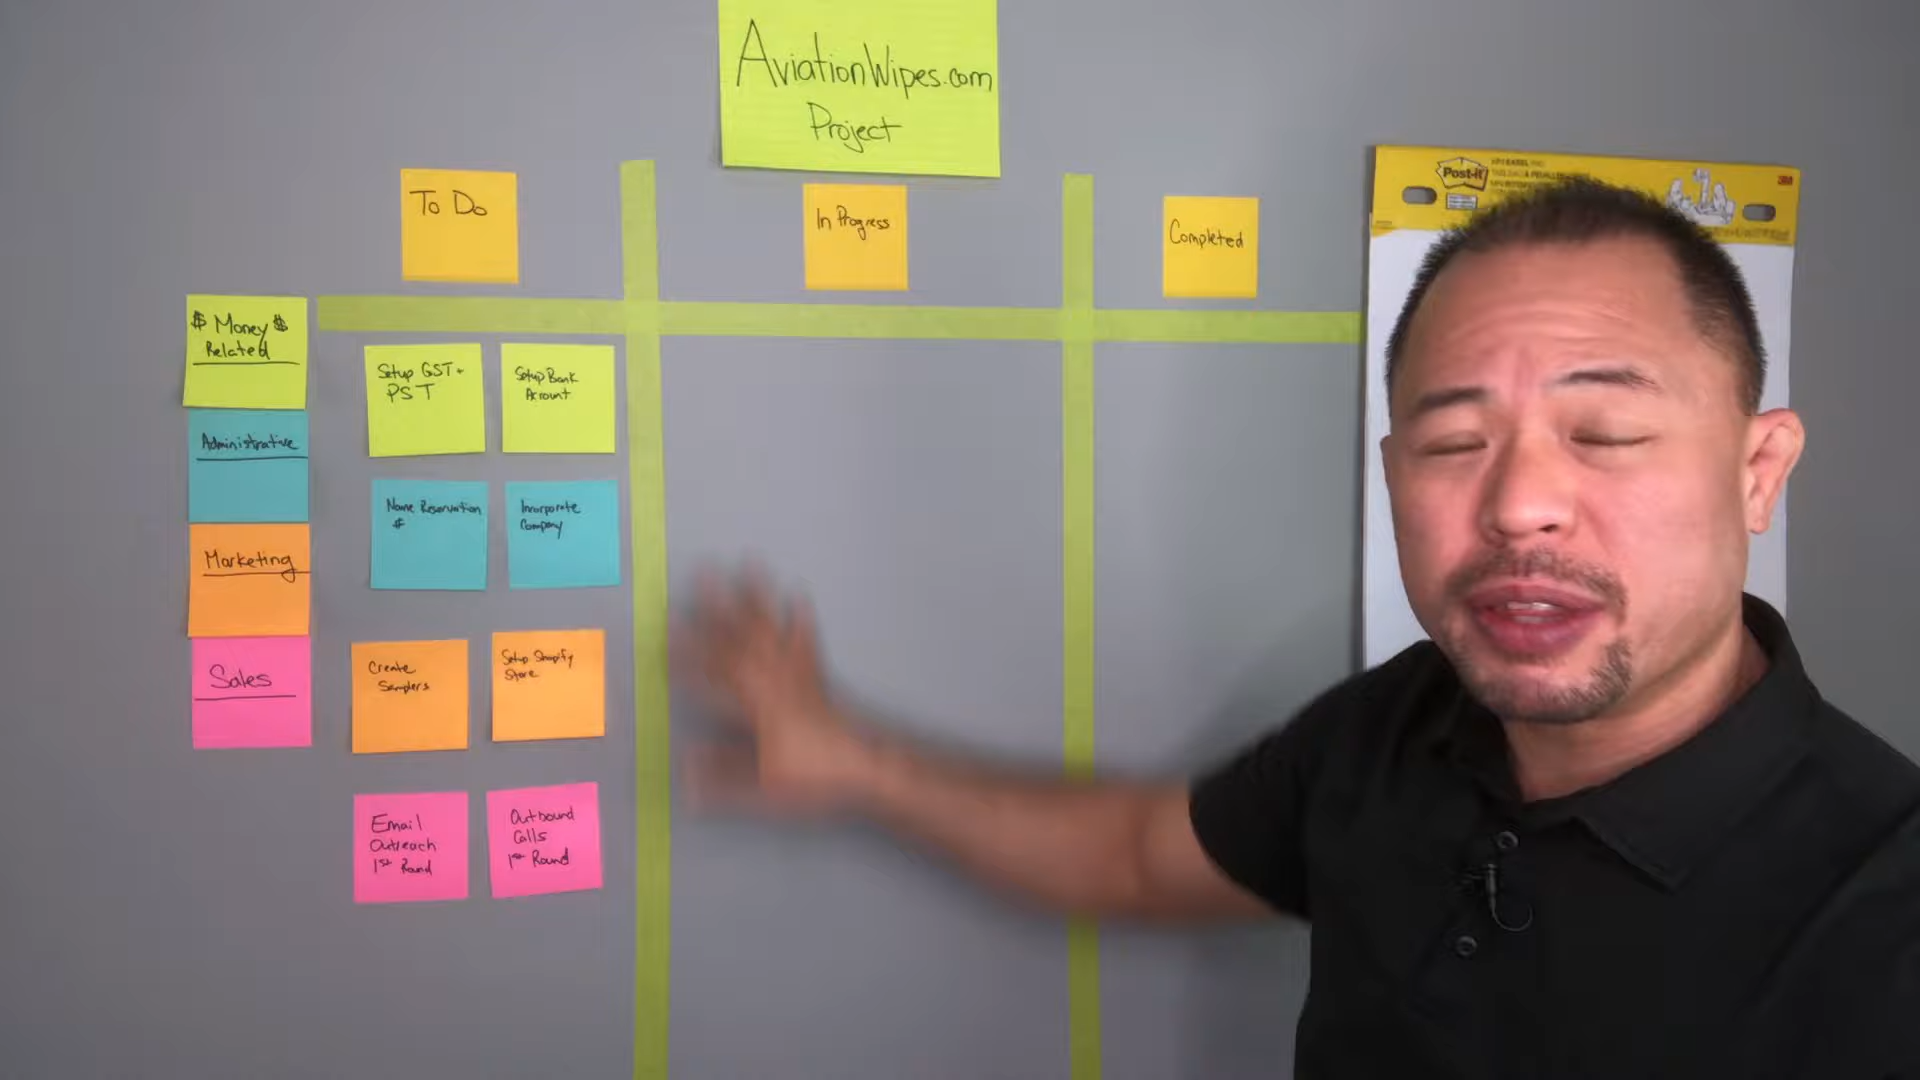 AviationWipes.com
Project
To Do
In Progress
Completed
Post-it
3M
$ Money $
Related
Administrative
Marketing
Sales
Setup GST +
PST
Setup Bank
Account
Name Reservation
#
Incorporate
Company
Create
Samplers
Setup Shopify
Store
Email
Outreach
1st Round
Outbound
Calls
1st Round